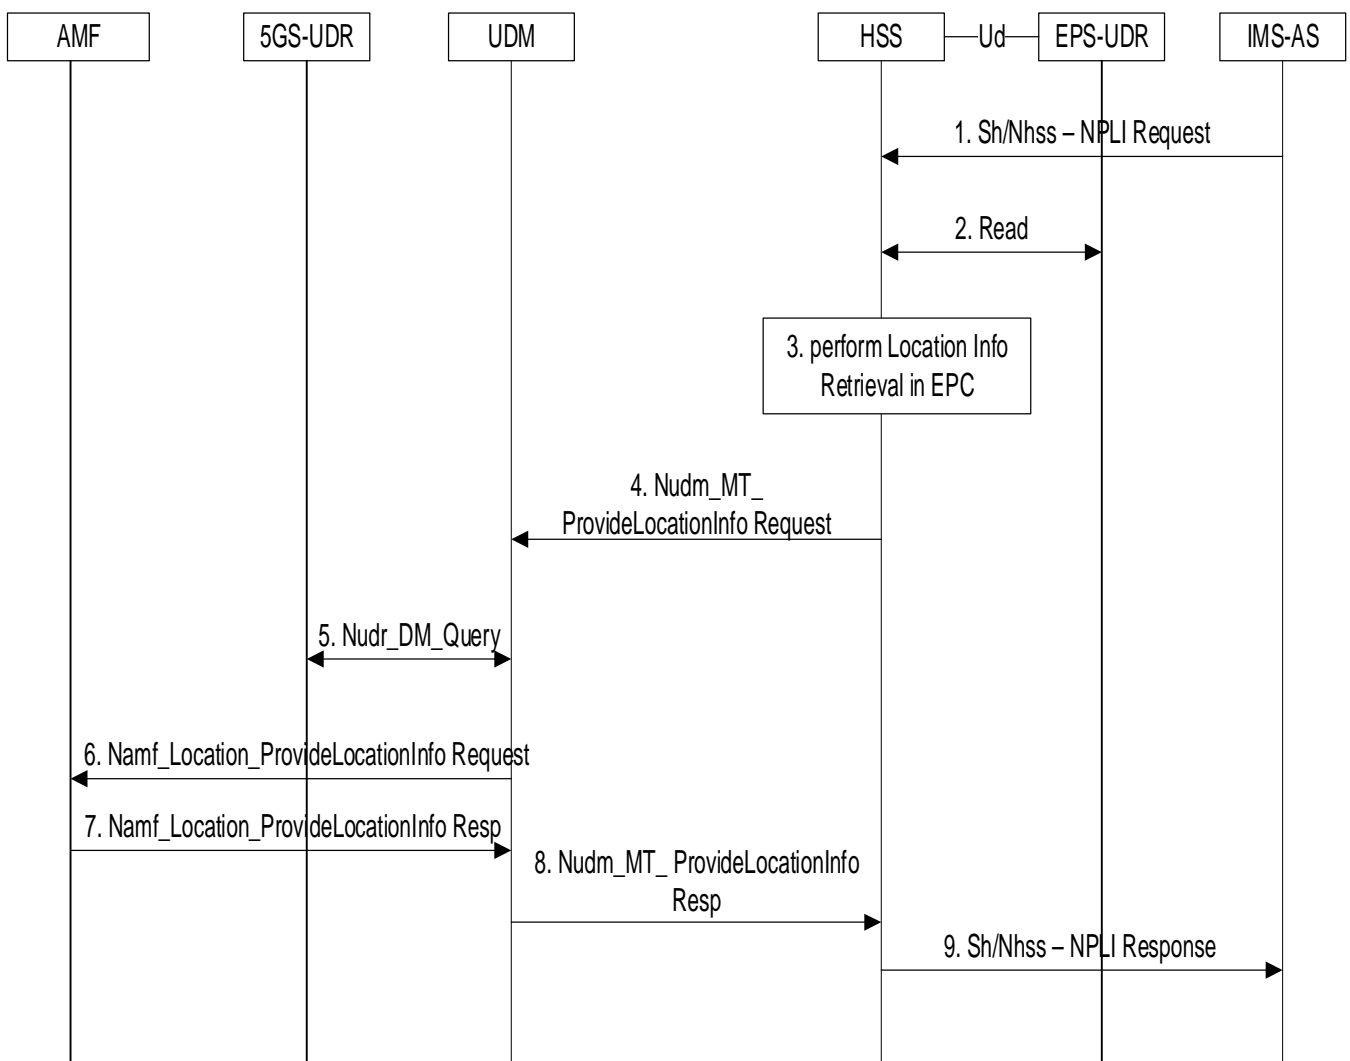 AMF
5GS-UDR
UDM
HSS
Ud
EPS-UDR
IMS-AS
1. Sh/Nhss – NPLI Request
2. Read
3. perform Location Info
Retrieval in EPC
4. Nudm_MT_
ProvideLocationInfo Request
5. Nudr_DM_Query
6. Namf_Location_ProvideLocationInfo Request
7. Namf_Location_ProvideLocationInfo Resp
8. Nudm_MT_ ProvideLocationInfo
Resp
9. Sh/Nhss – NPLI Response